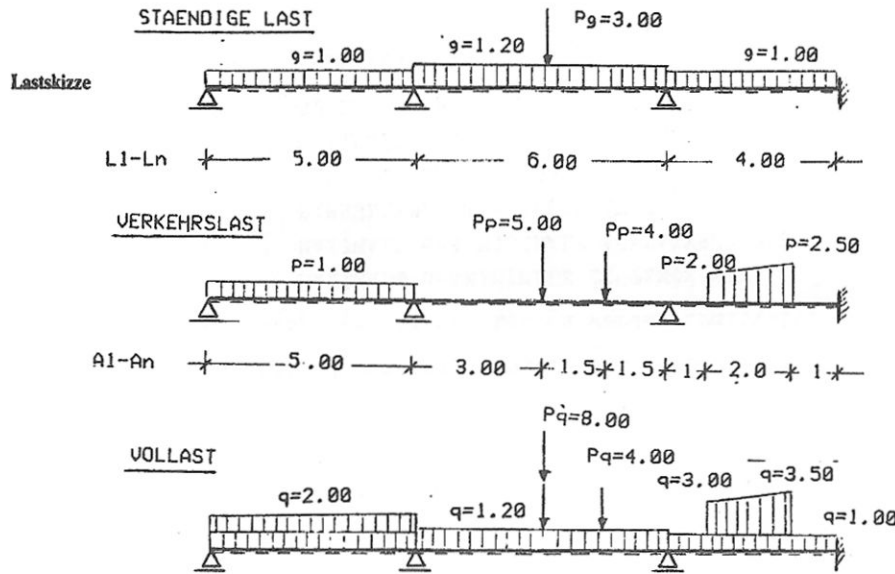 STAENDIGE LAST
Pg=3.00
g=1.00
g=1.20
g=1.00
Lastskizze
L1-Ln
5.00
6.00
4.00
VERKEHRSLAST
Pp=5.00
Pp=4.00
p=2.50
p=2.00
p=1.00
A1-An
5.00
3.00
1.5
1.5
1
2.0
1
VOLLAST
Pq=8.00
Pq=4.00
q=3.00
q=3.50
q=2.00
q=1.20
q=1.00